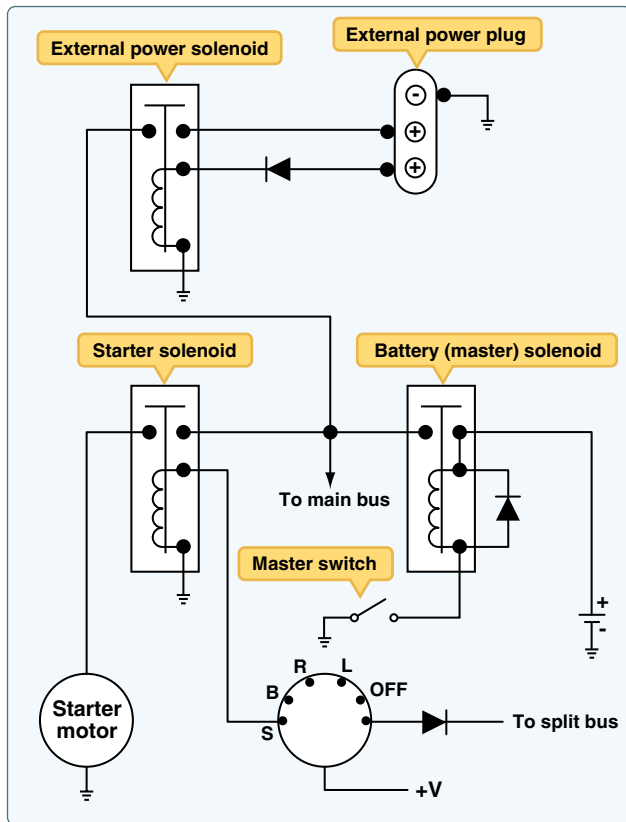 External power solenoid
External power plug
-
+
+
Starter solenoid
Battery (master) solenoid
To main bus
Master switch
+
-
R
L
B
OFF
S
Starter
motor
To split bus
+V